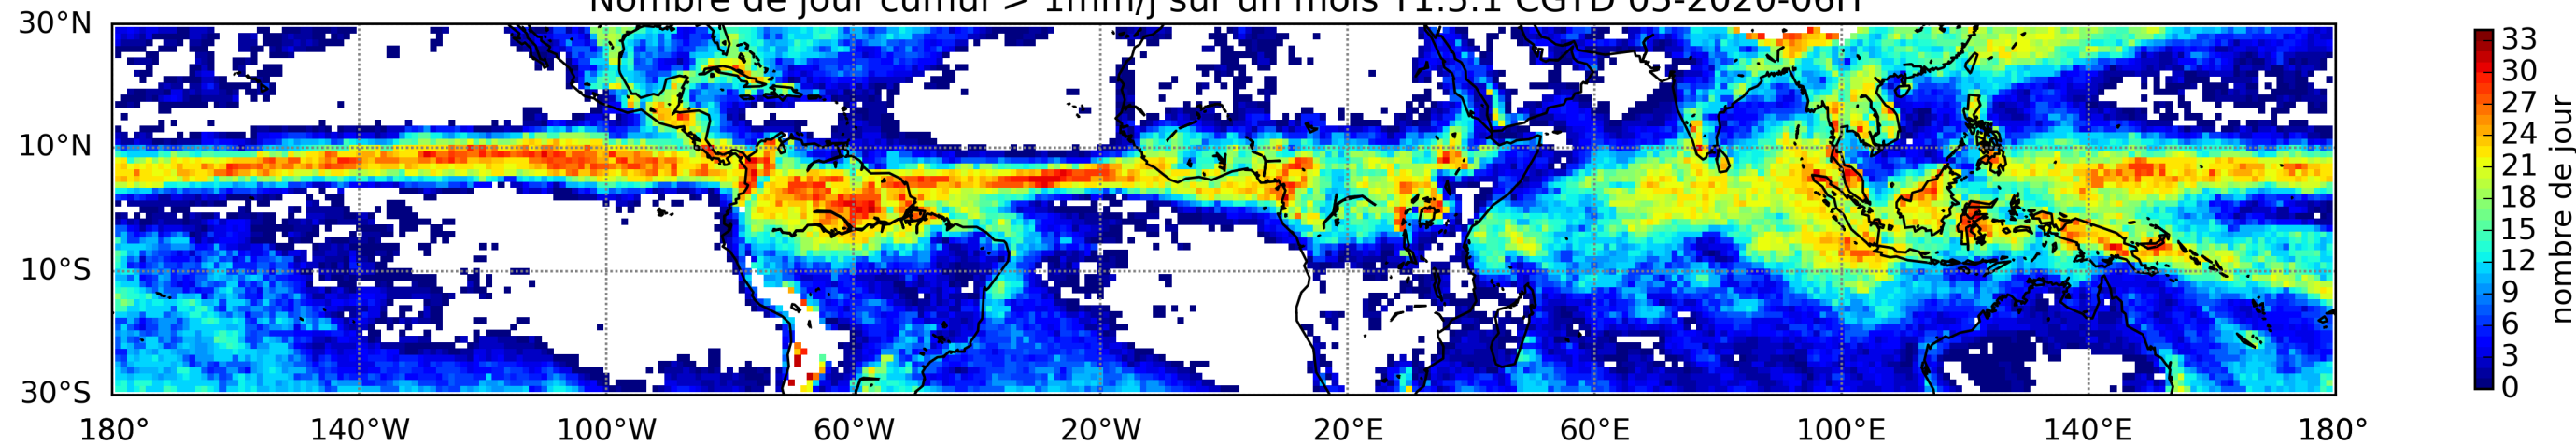 Nombre de jour cumul > 1mm/j sur un mois T1.5.1 CGTD 05-2020-06H
30°N
10°N
10°S
30°S
180° 140°W 100°W 60°W 20°W 20°E 60°E 100°E 140°E 180°
33
30
27
24
21
18
15
12
9
6
3
0
nombre de jour